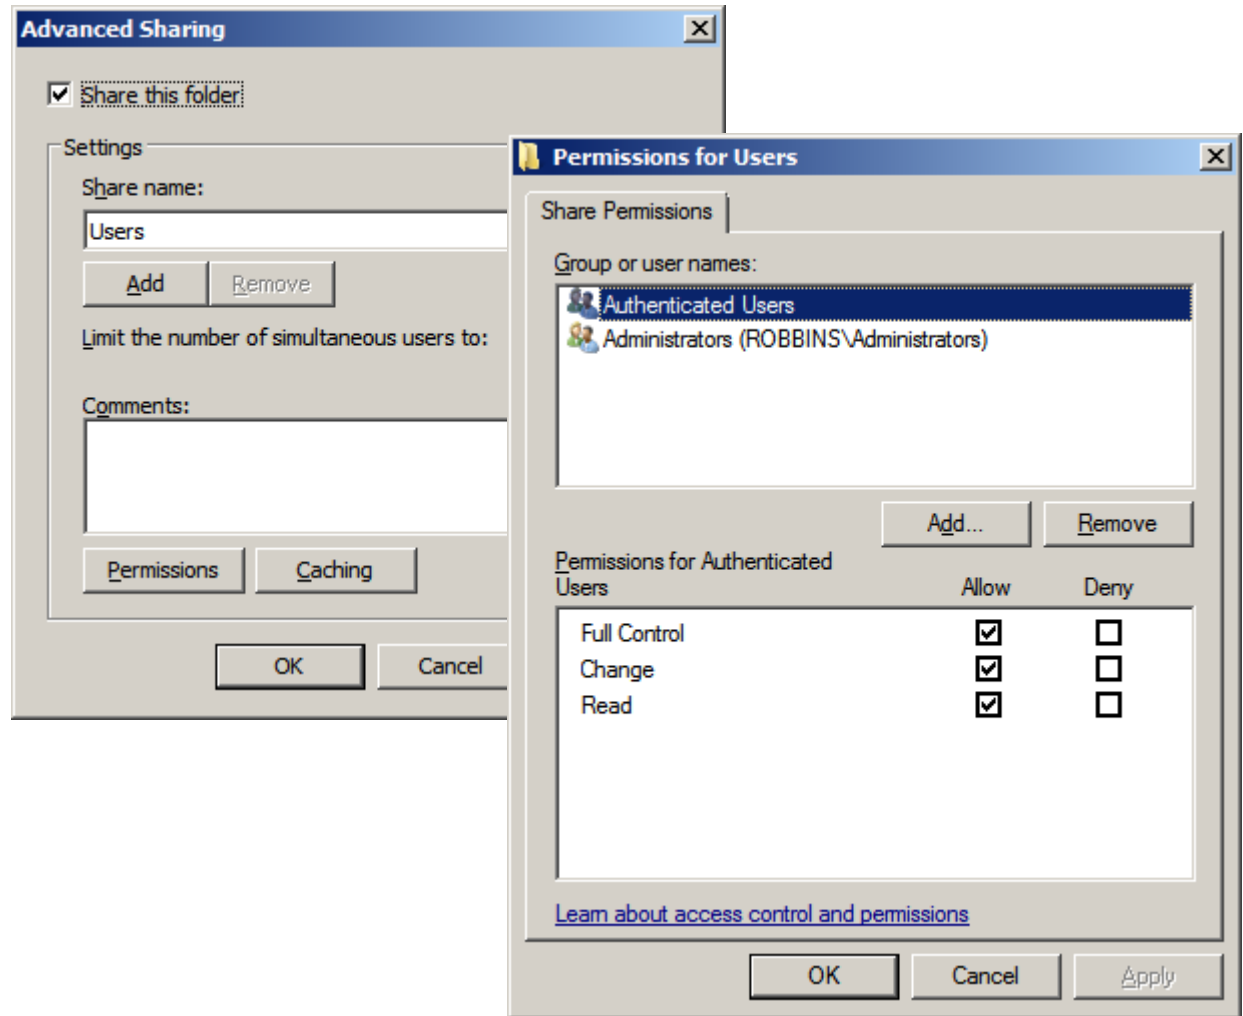 Advanced Sharing
Share this folder
Settings
Share name:
Users
Add Remove
Limit the number of simultaneous users to:
Comments:
Permissions Caching
OK Cancel
Permissions for Users
Share Permissions
Group or user names:
Authenticated Users
Administrators (ROBBINS\Administrators)
Add... Remove
Permissions for Authenticated
Users Allow Deny
Full Control
Change
Read
Learn about access control and permissions
OK Cancel Apply